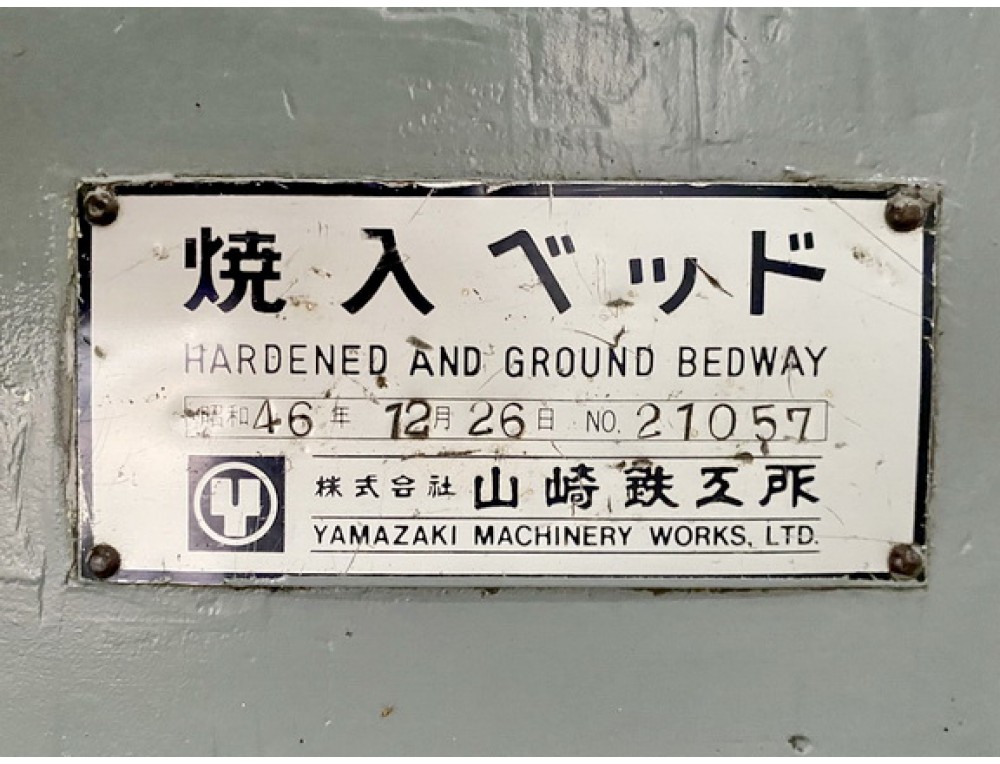 焼入ベッド
HARDENED AND GROUND BEDWAY
昭和46年 12月26日 NO. 21057
Y
株式会社 山崎鉄工所
YAMAZAKI MACHINERY WORKS, LTD.